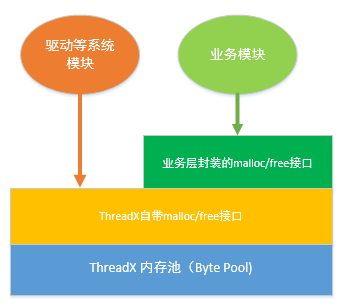 驱动等系统
模块
业务模块
业务层封装的malloc/free接口
ThreadX自带malloc/free接口
ThreadX 内存池（Byte Pool)